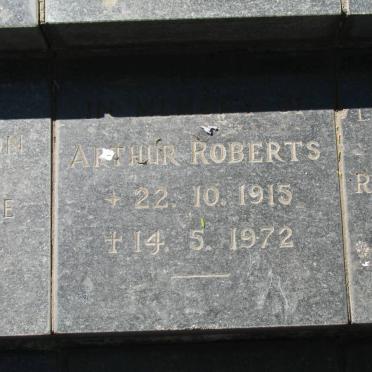 Arthur Roberts
+ 22. 10. 1915
† 14. 5. 1972